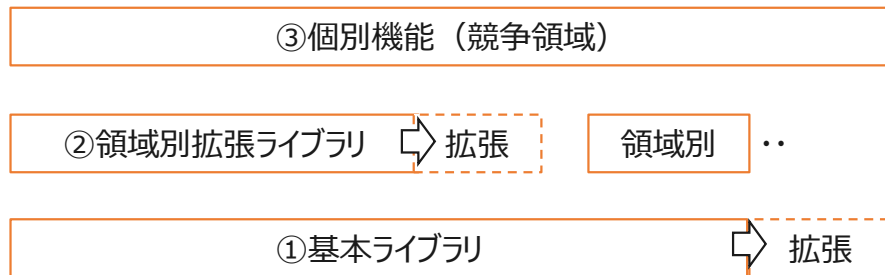 ③個別機能（競争領域）
②領域別拡張ライブラリ 拡張 領域別 ・・
①基本ライブラリ 拡張